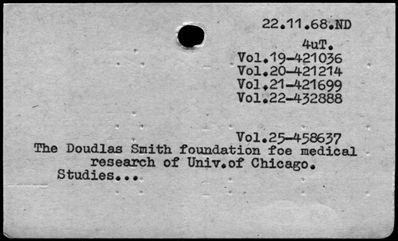 22.11.68.ND
4uT.
Vol.19-421036
Vol.20-421214
Vol.21-421699
Vol.22-432888
Vol.25-458637
The Doudlas Smith foundation foe medical
research of Univ.of Chicago.
Studies...